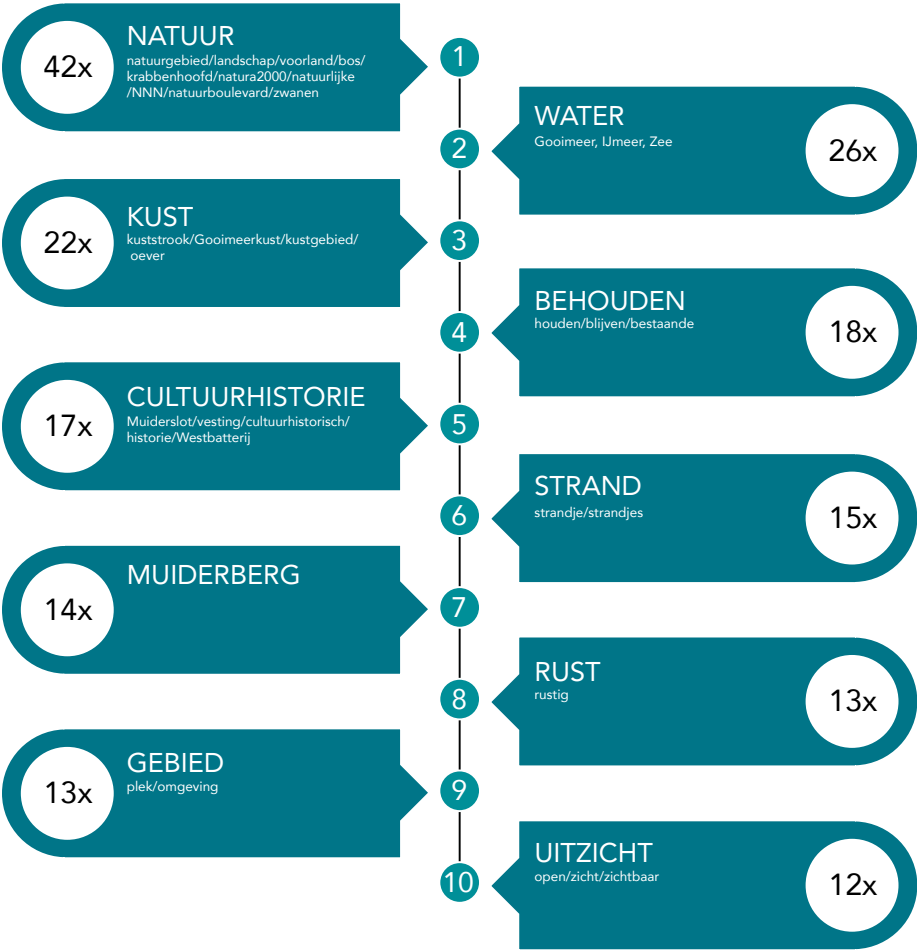 42x
NATUUR
natuurgebied/landschap/voorland/bos/
krabbenhoofd/natura2000/natuurlijke
/NNN/natuurboulevard/zwanen
1
WATER
Gooimeer, IJmeer, Zee
26x
2
22x
KUST
kuststrook/Gooimeerkust/kustgebied/
oever
3
BEHOUDEN
houden/blijven/bestaande
18x
4
17x
CULTUURHISTORIE
Muiderslot/vesting/cultuurhistorisch/
historie/Westbatterij
5
STRAND
strandje/strandjes
15x
6
14x
MUIDERBERG
7
RUST
rustig
13x
8
13x
GEBIED
plek/omgeving
9
UITZICHT
open/zicht/zichtbaar
12x
10